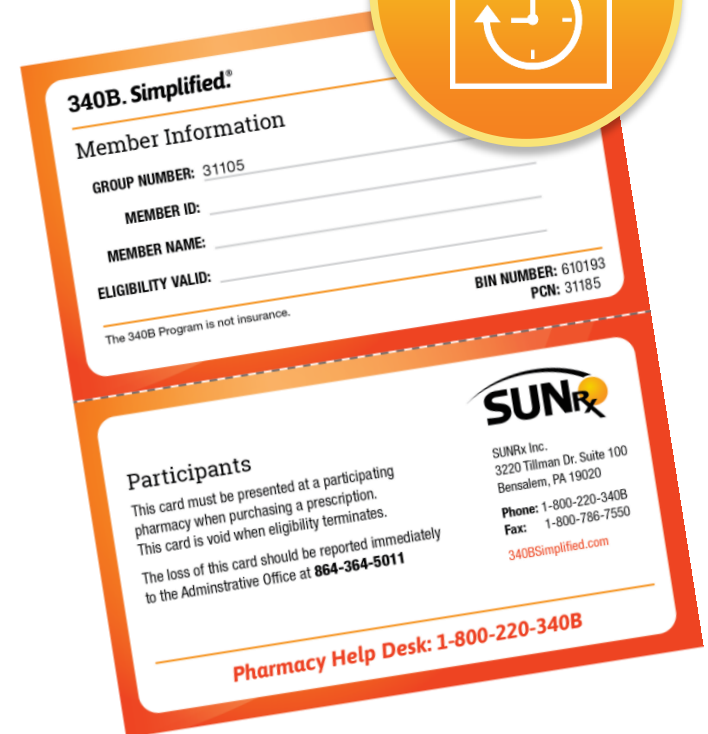 340B. Simplified.®
Member Information
GROUP NUMBER: 31105
MEMBER ID:
MEMBER NAME:
ELIGIBILITY VALID:
BIN NUMBER: 610193
PCN: 31185
The 340B Program is not insurance.
SUNRx
Participants
This card must be presented at a participating
pharmacy when purchasing a prescription.
This card is void when eligibility terminates.
The loss of this card should be reported immediately
to the Adminstrative Office at 864-364-5011
SUNRx Inc.
3220 Tillman Dr. Suite 100
Bensalem, PA 19020
Phone: 1-800-220-340B
Fax: 1-800-786-7550
340BSimplified.com
Pharmacy Help Desk: 1-800-220-340B